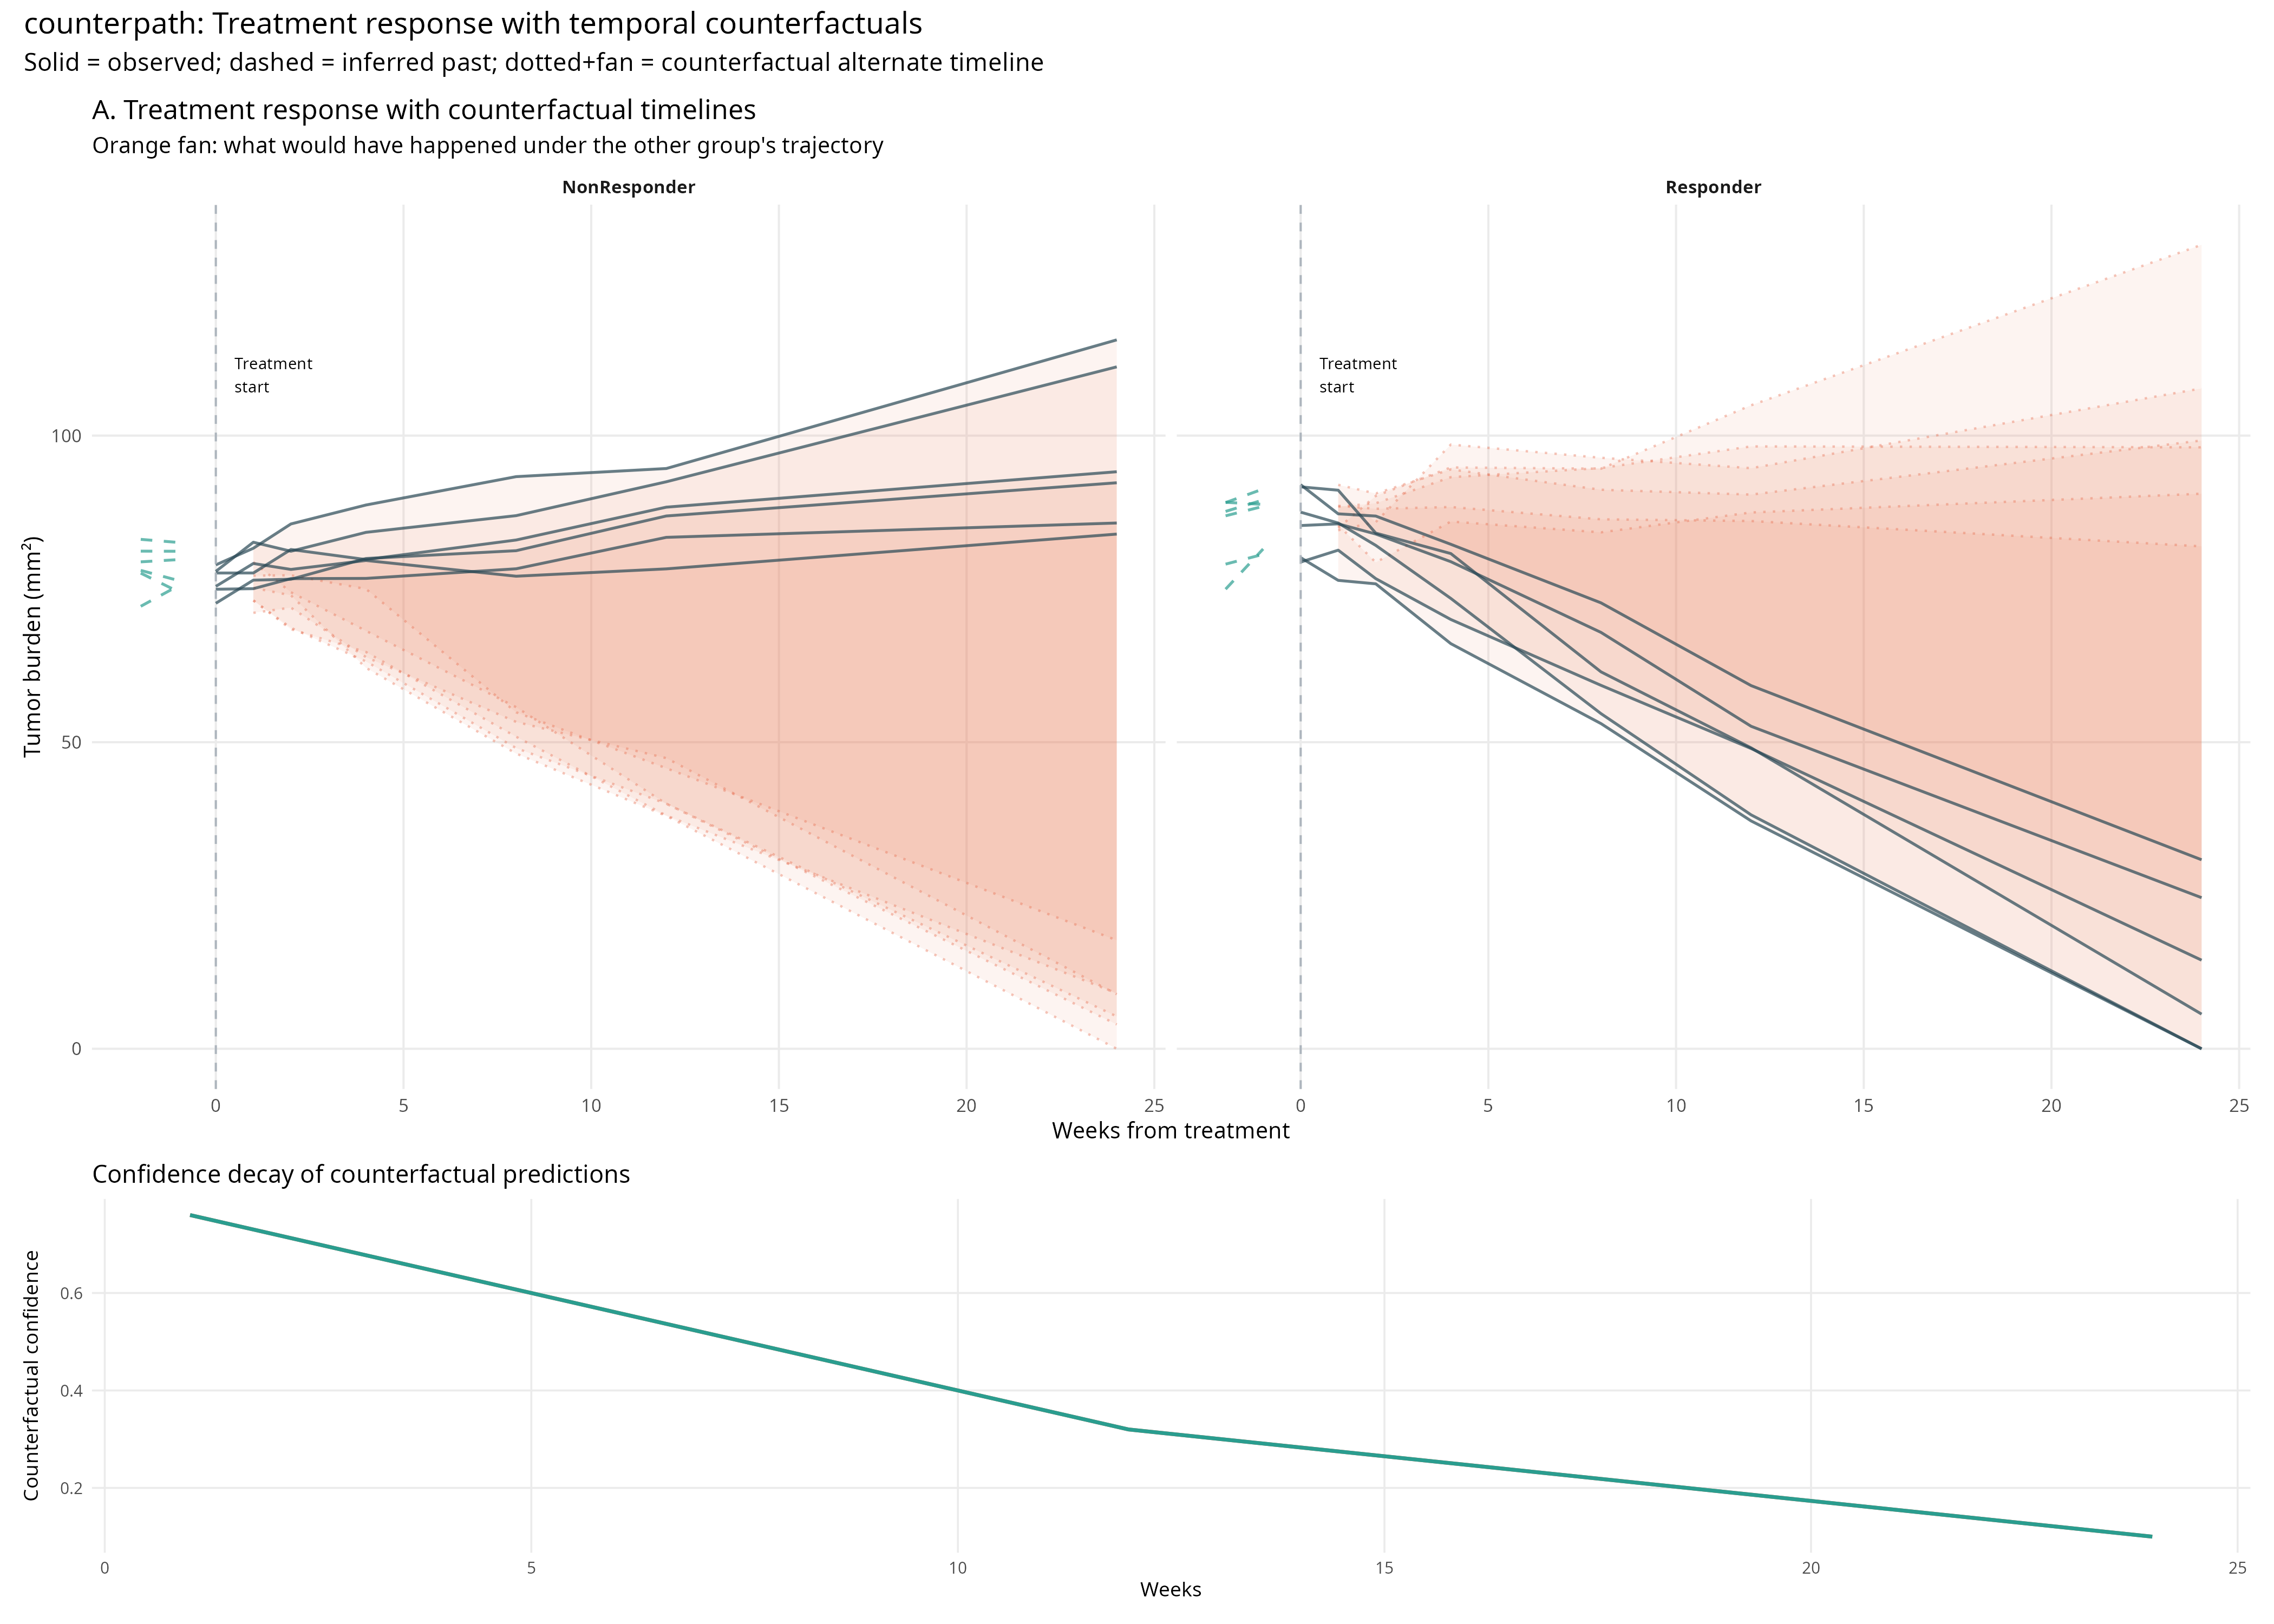 counterpath: Treatment response with temporal counterfactuals
Solid = observed; dashed = inferred past; dotted+fan = counterfactual alternate timeline
A. Treatment response with counterfactual timelines
Orange fan: what would have happened under the other group's trajectory
NonResponder
Responder
Treatment
start
Treatment
start
Tumor burden (mm²)
100
50
0
0 5 10 15 20 25
0 5 10 15 20 25
Weeks from treatment
Confidence decay of counterfactual predictions
Counterfactual confidence
0.6
0.4
0.2
0 5 10 15 20 25
Weeks